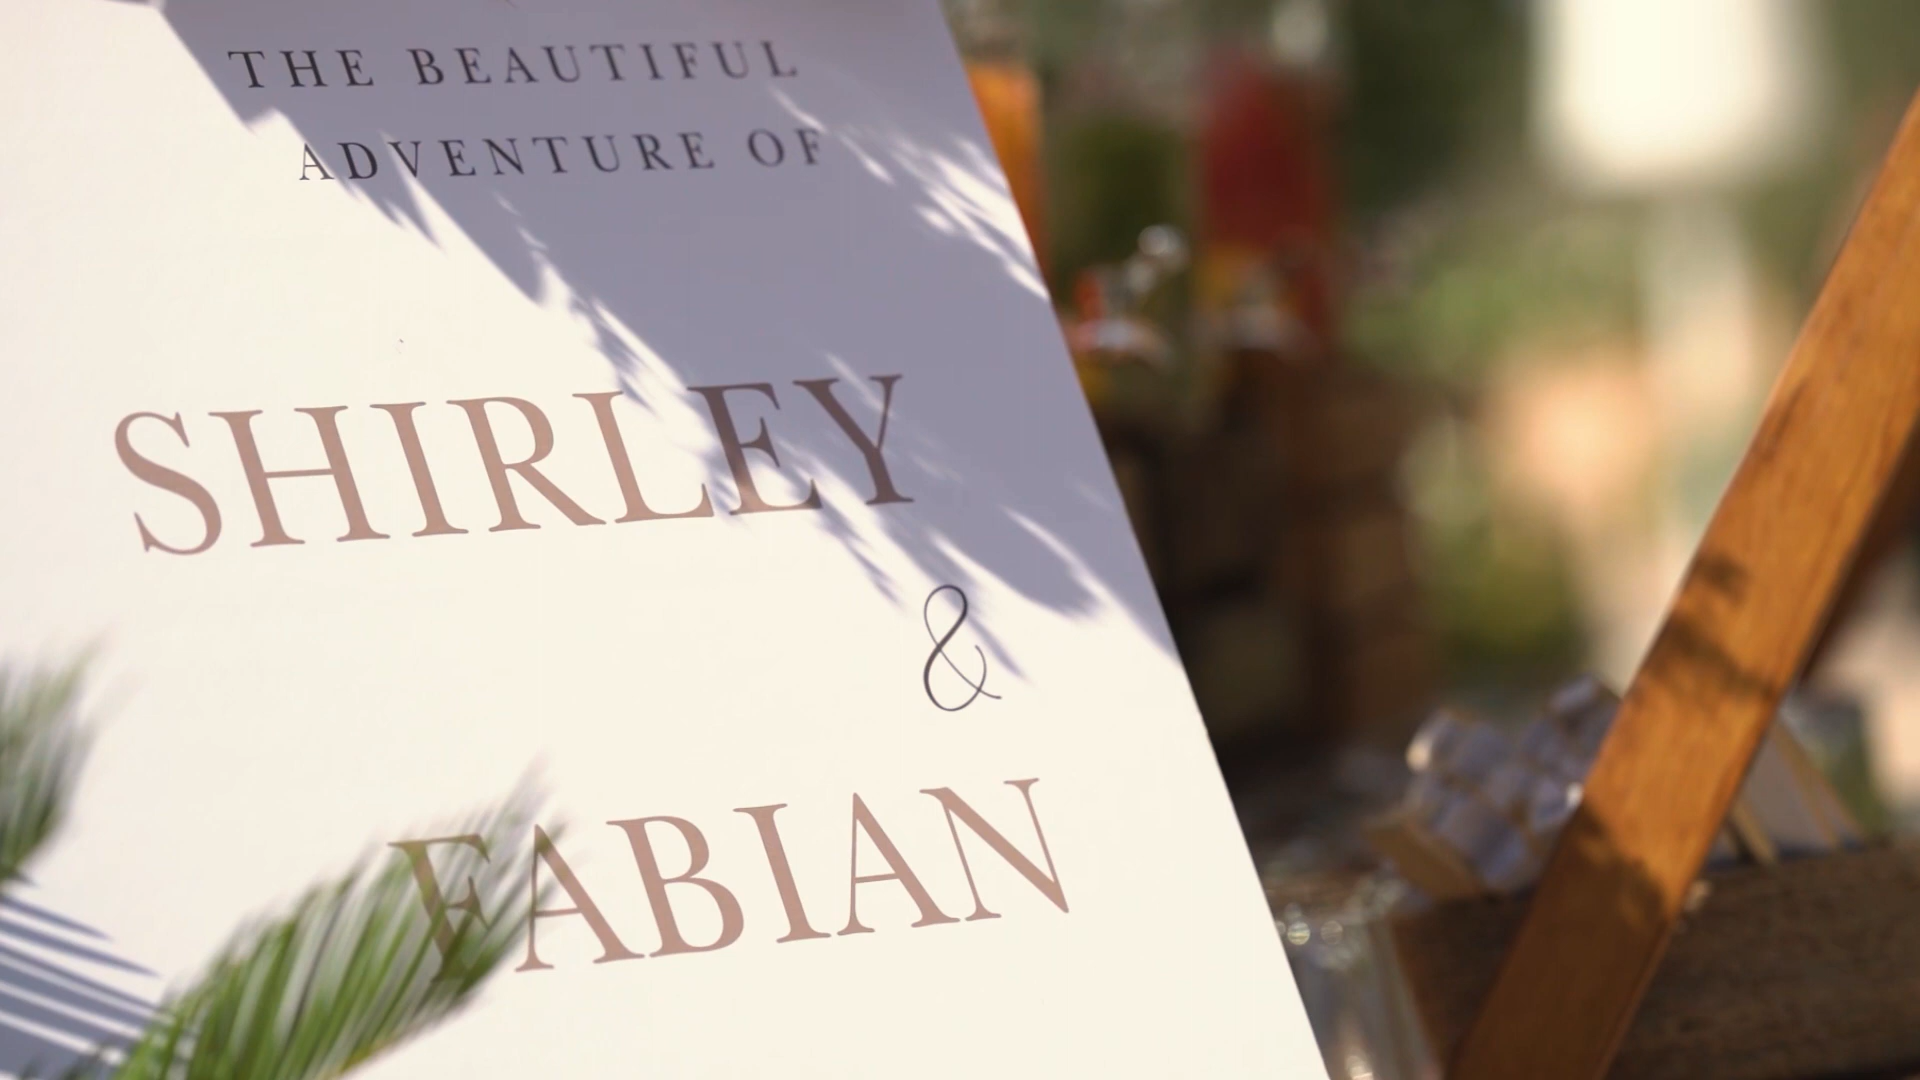 THE BEAUTIFUL
ADVENTURE OF
SHIRLEY
&
FABIAN